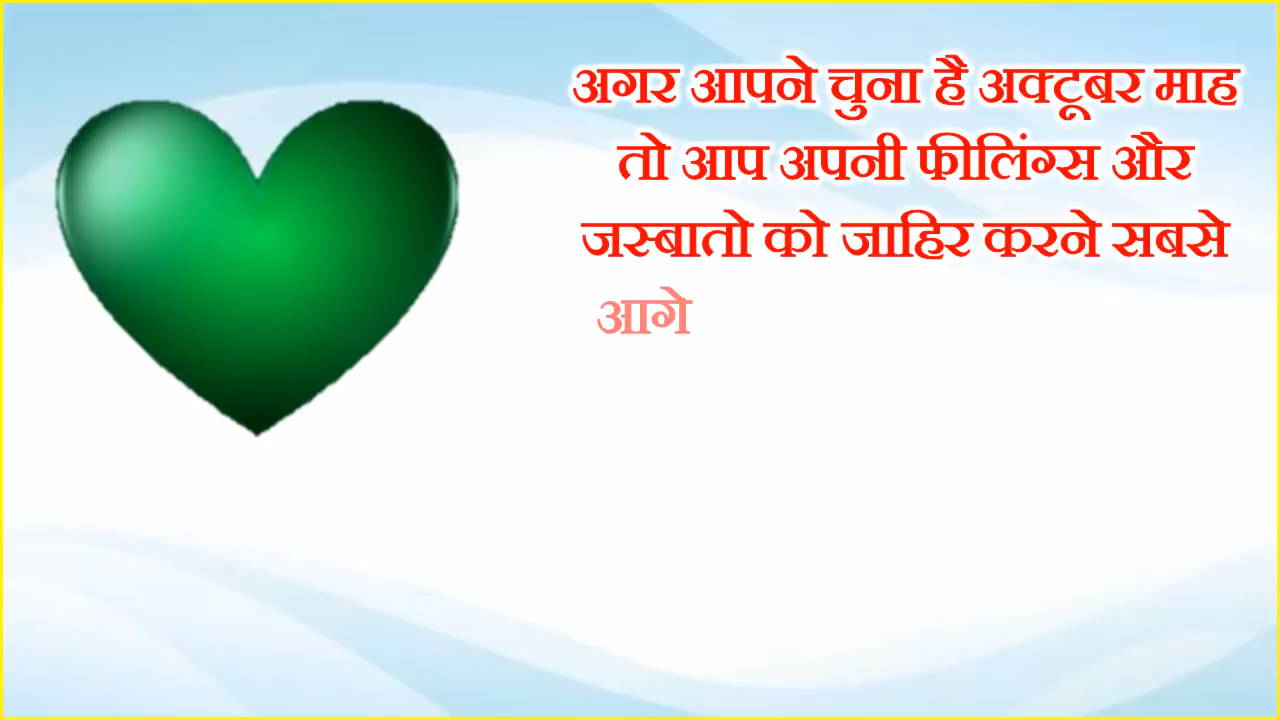 अगर आपने चुना है अक्टूबर माह
तो आप अपनी फीलिंग्स और
जस्बातो को जाहिर करने सबसे
आगे